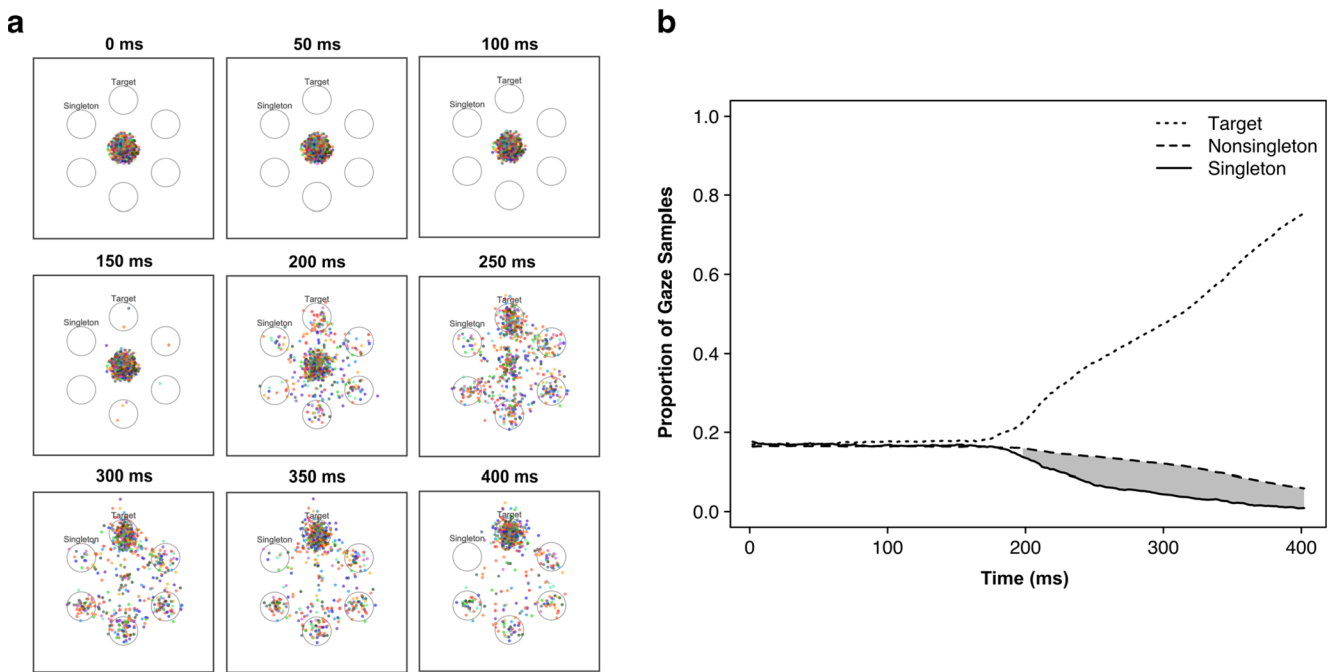 a
0 ms
50 ms
100 ms
Target
Singleton
Target
Singleton
Target
Singleton
150 ms
200 ms
250 ms
Target
Singleton
Target
Singleton
Target
Singleton
300 ms
350 ms
400 ms
Target
Singleton
Target
Singleton
Target
Singleton
b
Proportion of Gaze Samples
1.0
0.8
0.6
0.4
0.2
0.0
Target
Nonsingleton
Singleton
0 100 200 300 400
Time (ms)